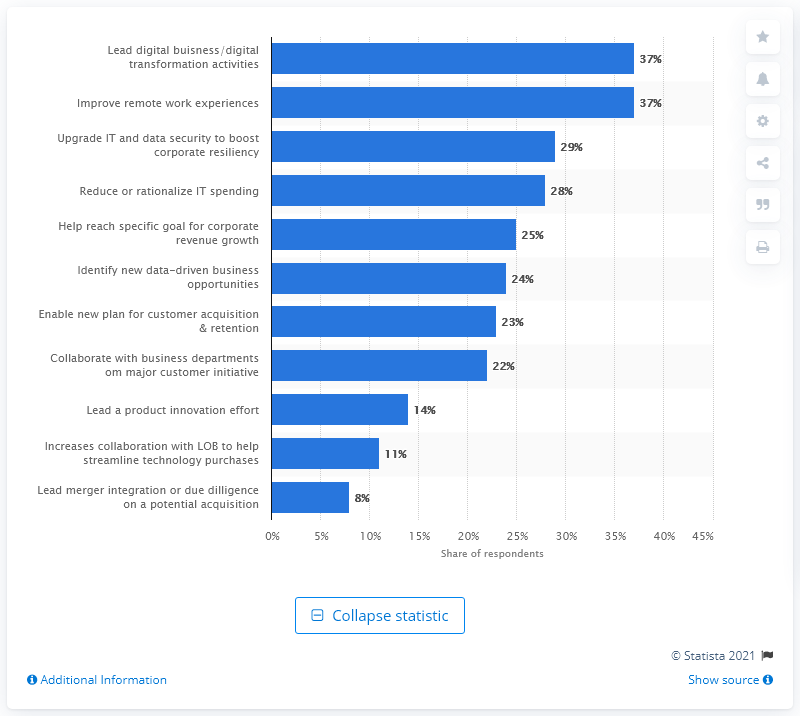 Lead digital buisness/digital
transformation activities
37%
Improve remote work experiences
37%
Upgrade IT and data security to boost
corporate resiliency
29%
Reduce or rationalize IT spending
28%
Help reach specific goal for corporate
revenue growth
25%
Identify new data-driven business
opportunities
24%
Enable new plan for customer acquisition
& retention
23%
Collaborate with business departments
om major customer initiative
22%
Lead a product innovation effort
14%
Increases collaboration with LOB to help
streamline technology purchases
11%
Lead merger integration or due dilligence
on a potential acquisition
8%
0% 5% 10% 15% 20% 25% 30% 35% 40% 45%
Share of respondents
Collapse statistic
© Statista 2021
Additional Information
Show source